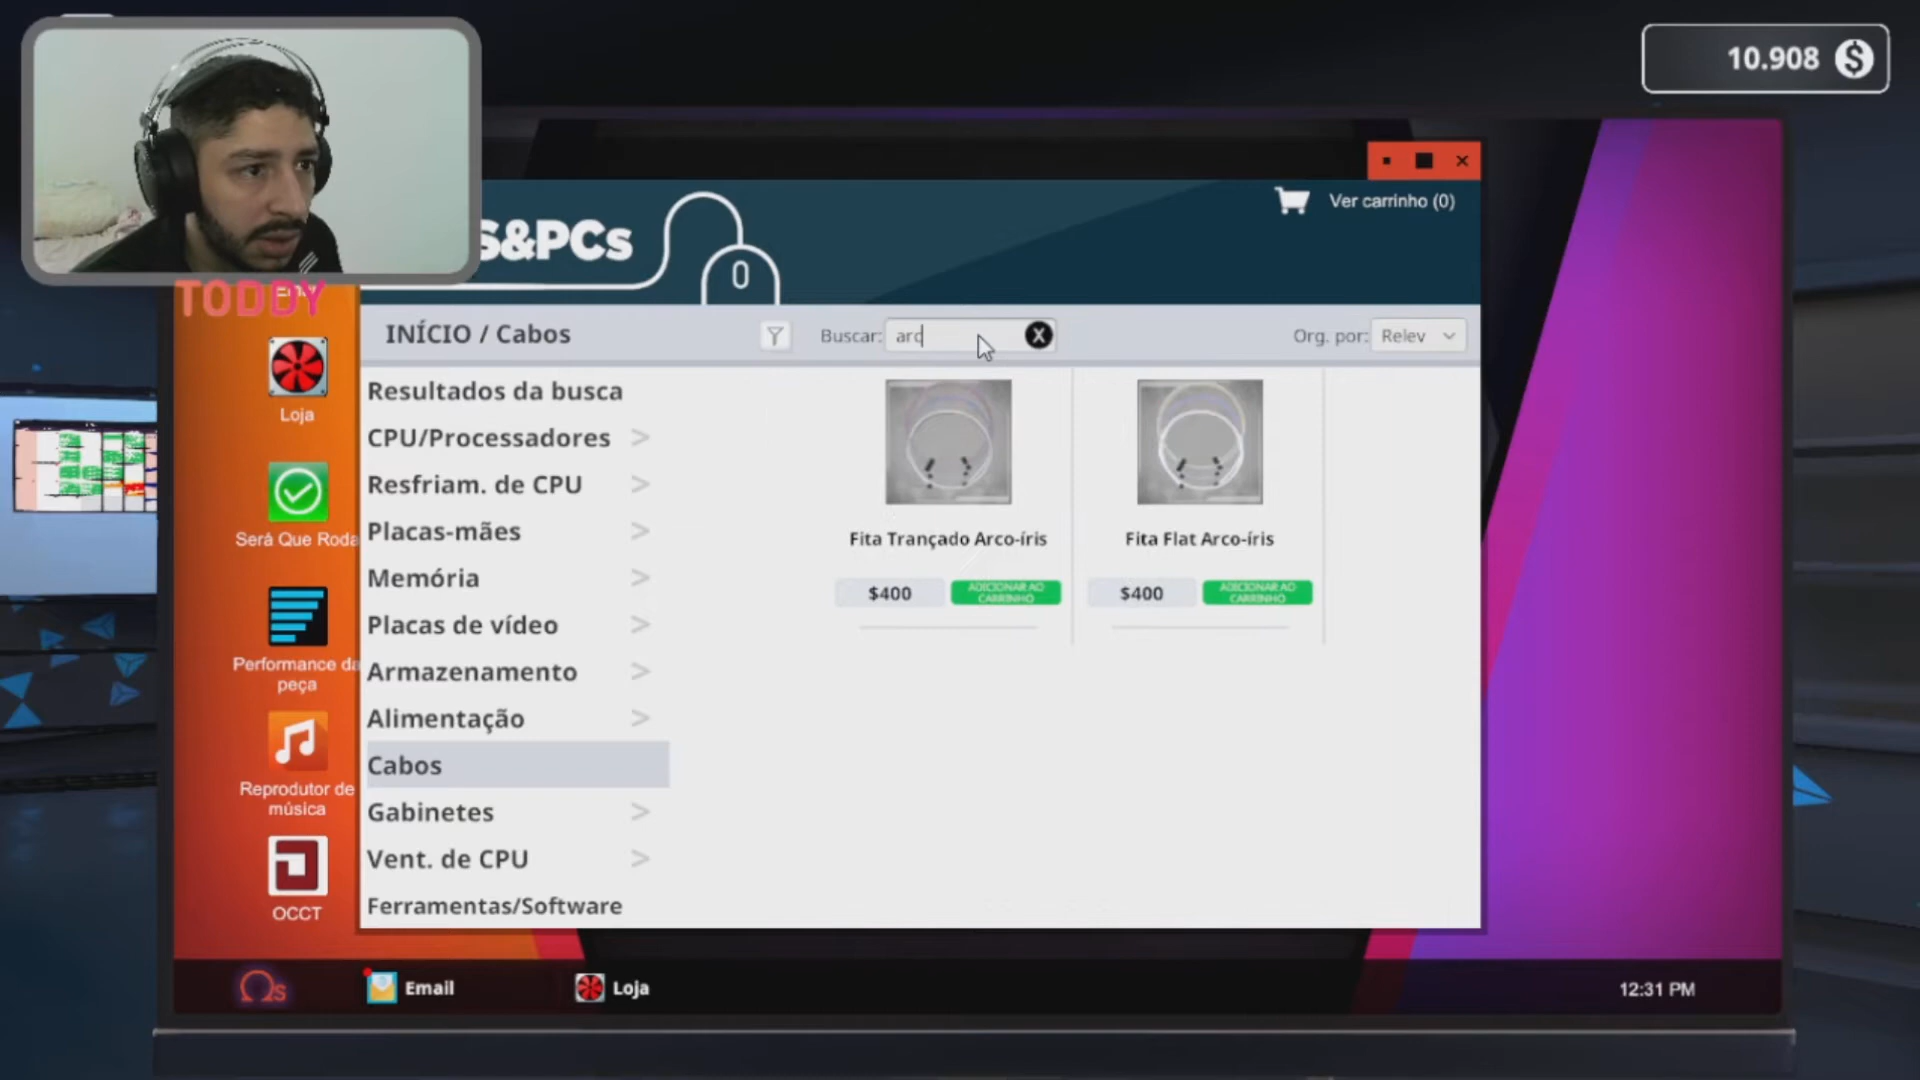 10.908 $
Ver carrinho (0)
S&PCs
TODDY
INÍCIO / Cabos
Buscar: arc
X
Org. por: Relev
Loja
Será Que Roda
Performance da
peça
Reprodutor de
música
OCCT
Resultados da busca
CPU/Processadores >
Resfriam. de CPU >
Placas-mães >
Memória >
Placas de vídeo >
Armazenamento >
Alimentação >
Cabos
Gabinetes >
Vent. de CPU >
Ferramentas/Software
Fita Trançado Arco-íris
$400
ADICIONAR AO
CARRINHO
Fita Flat Arco-íris
$400
ADICIONAR AO
CARRINHO
Email
Loja
12:31 PM